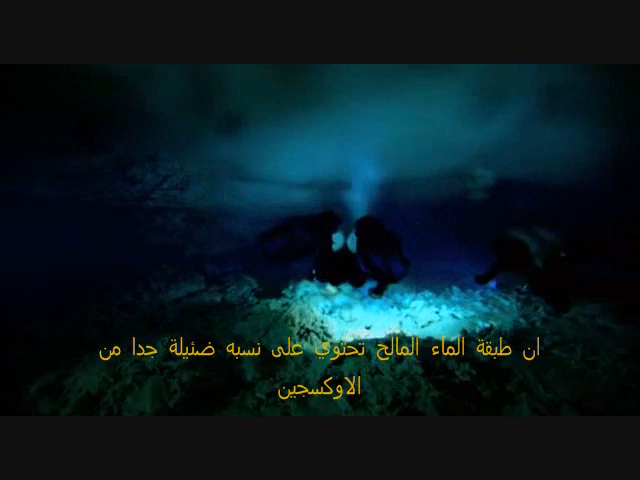 ان طبقة الماء المالح تحتوي على نسبه ضئيلة جدا من
الاوكسجين